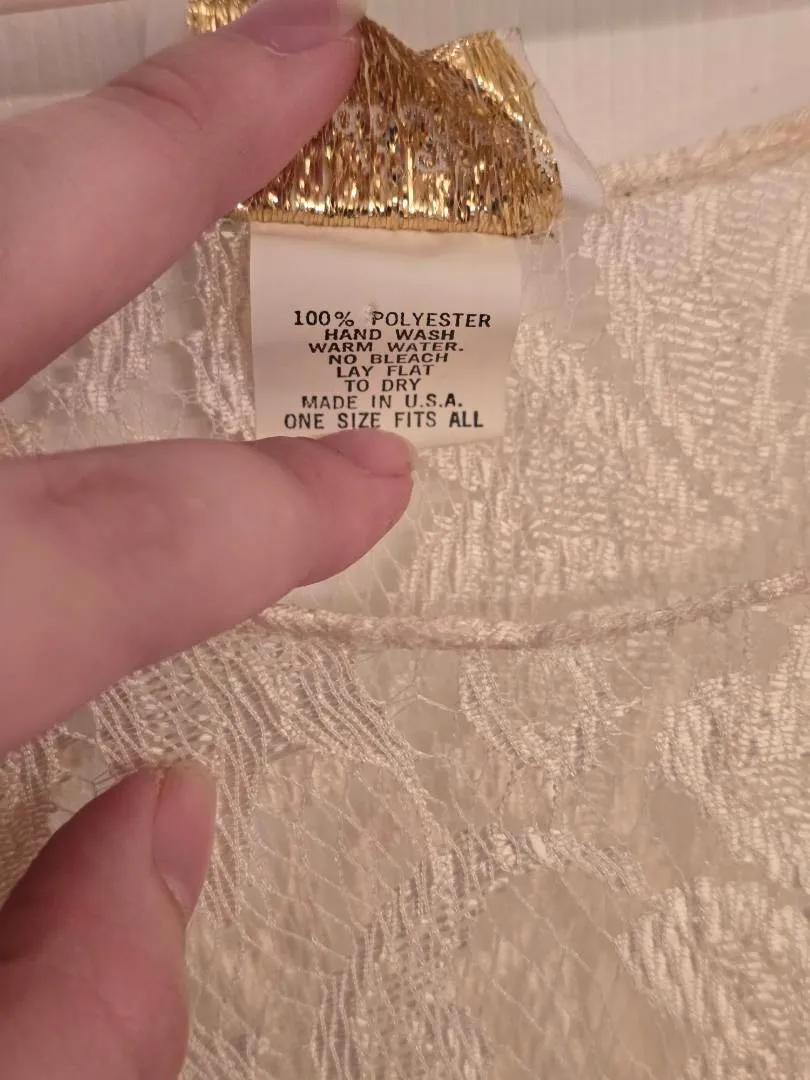 100% POLYESTER
HAND WASH
WARM WATER.
NO BLEACH
LAY FLAT
TO DRY
MADE IN U.S.A.
ONE SIZE FITS ALL